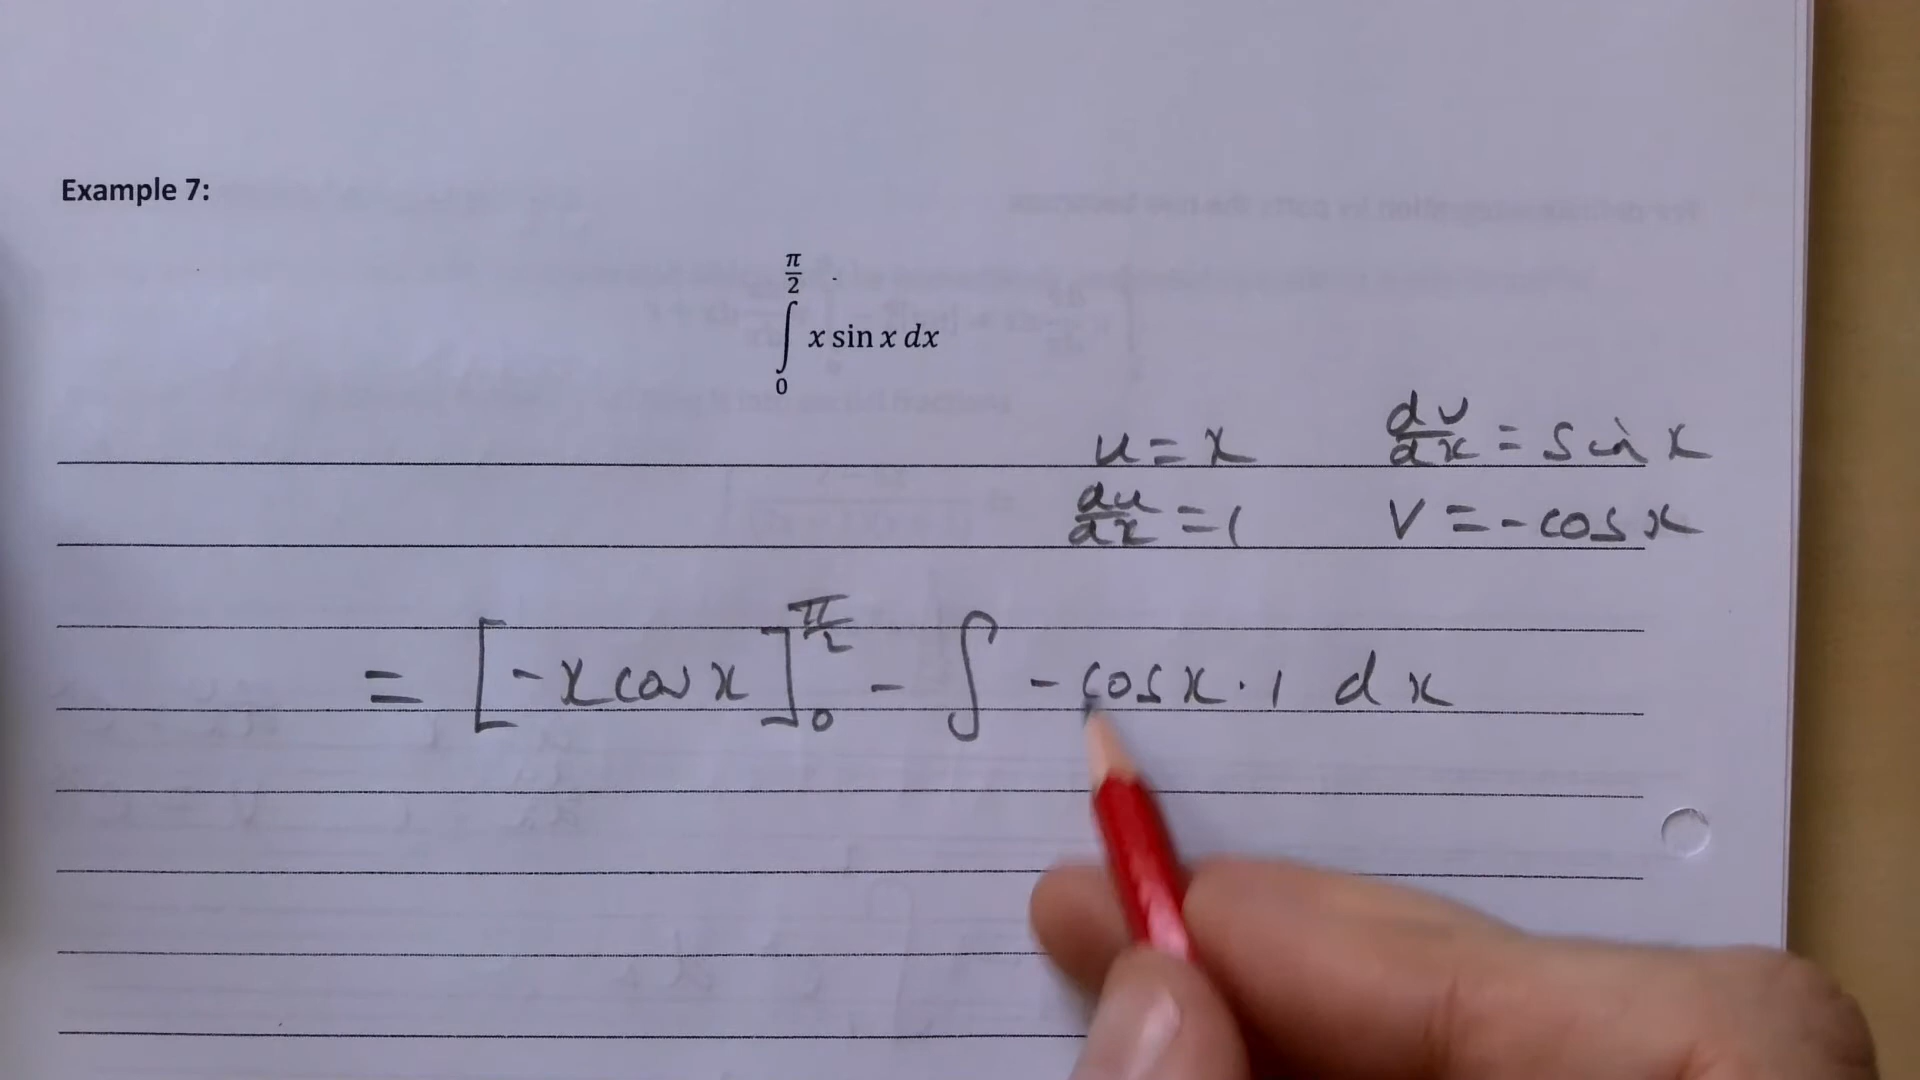 Example 7:
π/2
∫ x sin x dx
0
u = x    dv/dx = sin x
du/dx = 1    v = -cos x
= [-x cos x]₀^(π/2) - ∫ -cos x · 1 dx